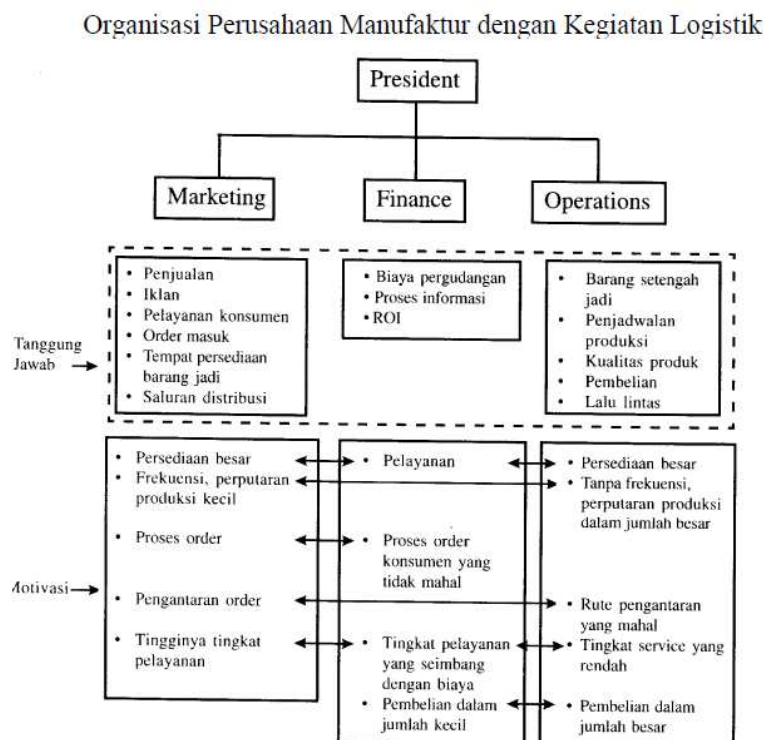 Organisasi Perusahaan Manufaktur dengan Kegiatan Logistik
President
Marketing
Finance
Operations
Tanggung
Jawab
• Penjualan
• Iklan
• Pelayanan konsumen
• Order masuk
• Tempat persediaan
barang jadi
• Saluran distribusi
• Biaya pergudangan
• Proses informasi
• ROI
• Barang setengah
jadi
• Penjadwalan
produksi
• Kualitas produk
• Pembelian
• Lalu lintas
Motivasi
• Persediaan besar
• Frekuensi, perputaran
produksi kecil
• Proses order
• Pengantaran order
• Tingginya tingkat
pelayanan
• Pelayanan
• Proses order
konsumen yang
tidak mahal
• Tingkat pelayanan
yang seimbang
dengan biaya
• Pembelian dalam
jumlah kecil
• Persediaan besar
• Tanpa frekuensi,
perputaran produksi
dalam jumlah besar
• Rute pengantaran
yang mahal
• Tingkat service yang
rendah
• Pembelian dalam
jumlah besar